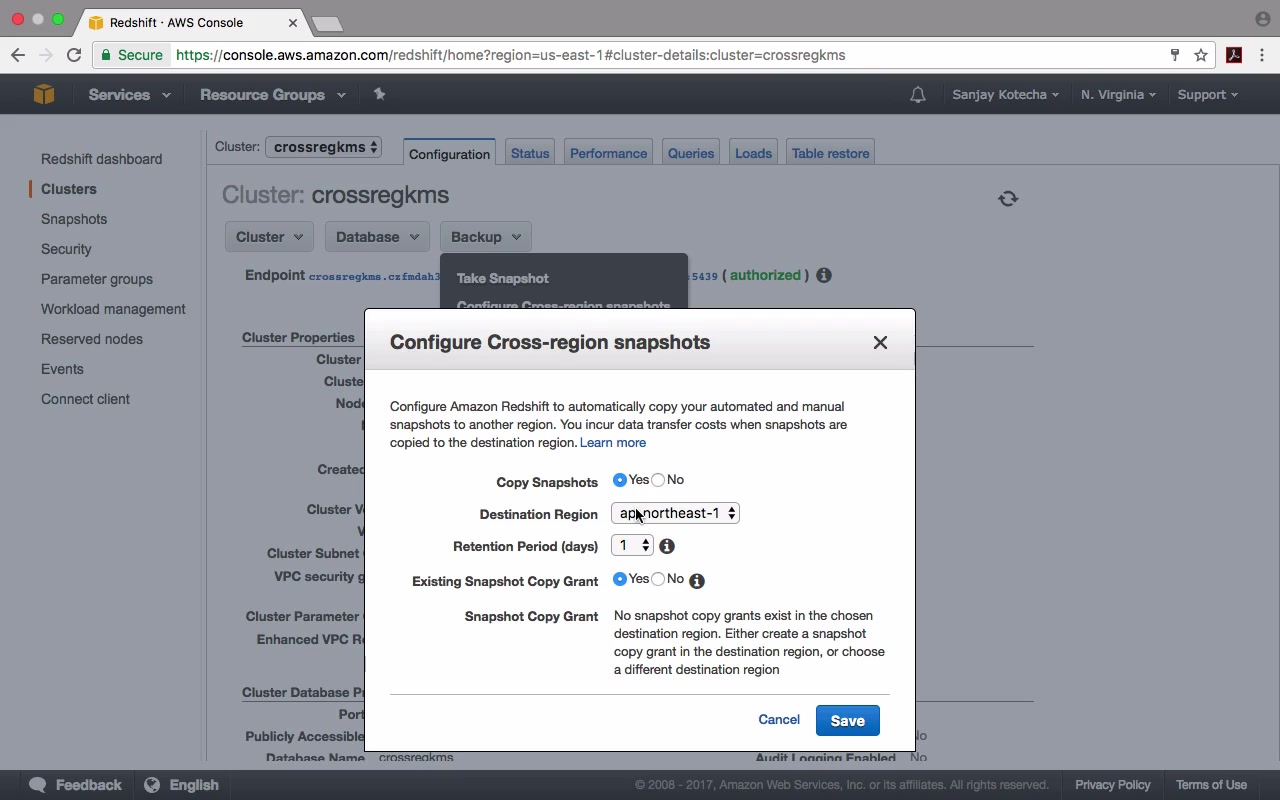 Redshift · AWS Console
Secure
https://console.aws.amazon.com/redshift/home?region=us-east-1#cluster-details:cluster=crossregkms
Services
Resource Groups
Sanjay Kotecha
N. Virginia
Support
Redshift dashboard
Clusters
Snapshots
Security
Parameter groups
Workload management
Reserved nodes
Events
Connect client
Cluster: crossregkms
Configuration
Status
Performance
Queries
Loads
Table restore
Cluster: crossregkms
Cluster
Database
Backup
Endpoint crossregkms.czfmdah3 :5439 ( authorized )
Take Snapshot
Configure Cross-region snapshots
Cluster Properties
Cluster
Cluste
Node
Created
Cluster Ve
Cluster Subnet
VPC security g
Cluster Parameter
Enhanced VPC Ro
Cluster Database Pr
Port
Publicly Accessible
No
Database Name crossregkms
Audit Logging Enabled No
Configure Cross-region snapshots
Configure Amazon Redshift to automatically copy your automated and manual
snapshots to another region. You incur data transfer costs when snapshots are
copied to the destination region. Learn more
Copy Snapshots Yes No
Destination Region ap-northeast-1
Retention Period (days) 1
Existing Snapshot Copy Grant Yes No
Snapshot Copy Grant No snapshot copy grants exist in the chosen
destination region. Either create a snapshot
copy grant in the destination region, or choose
a different destination region
Cancel
Save
Feedback
English
© 2008 - 2017, Amazon Web Services, Inc. or its affiliates. All rights reserved.
Privacy Policy
Terms of Use